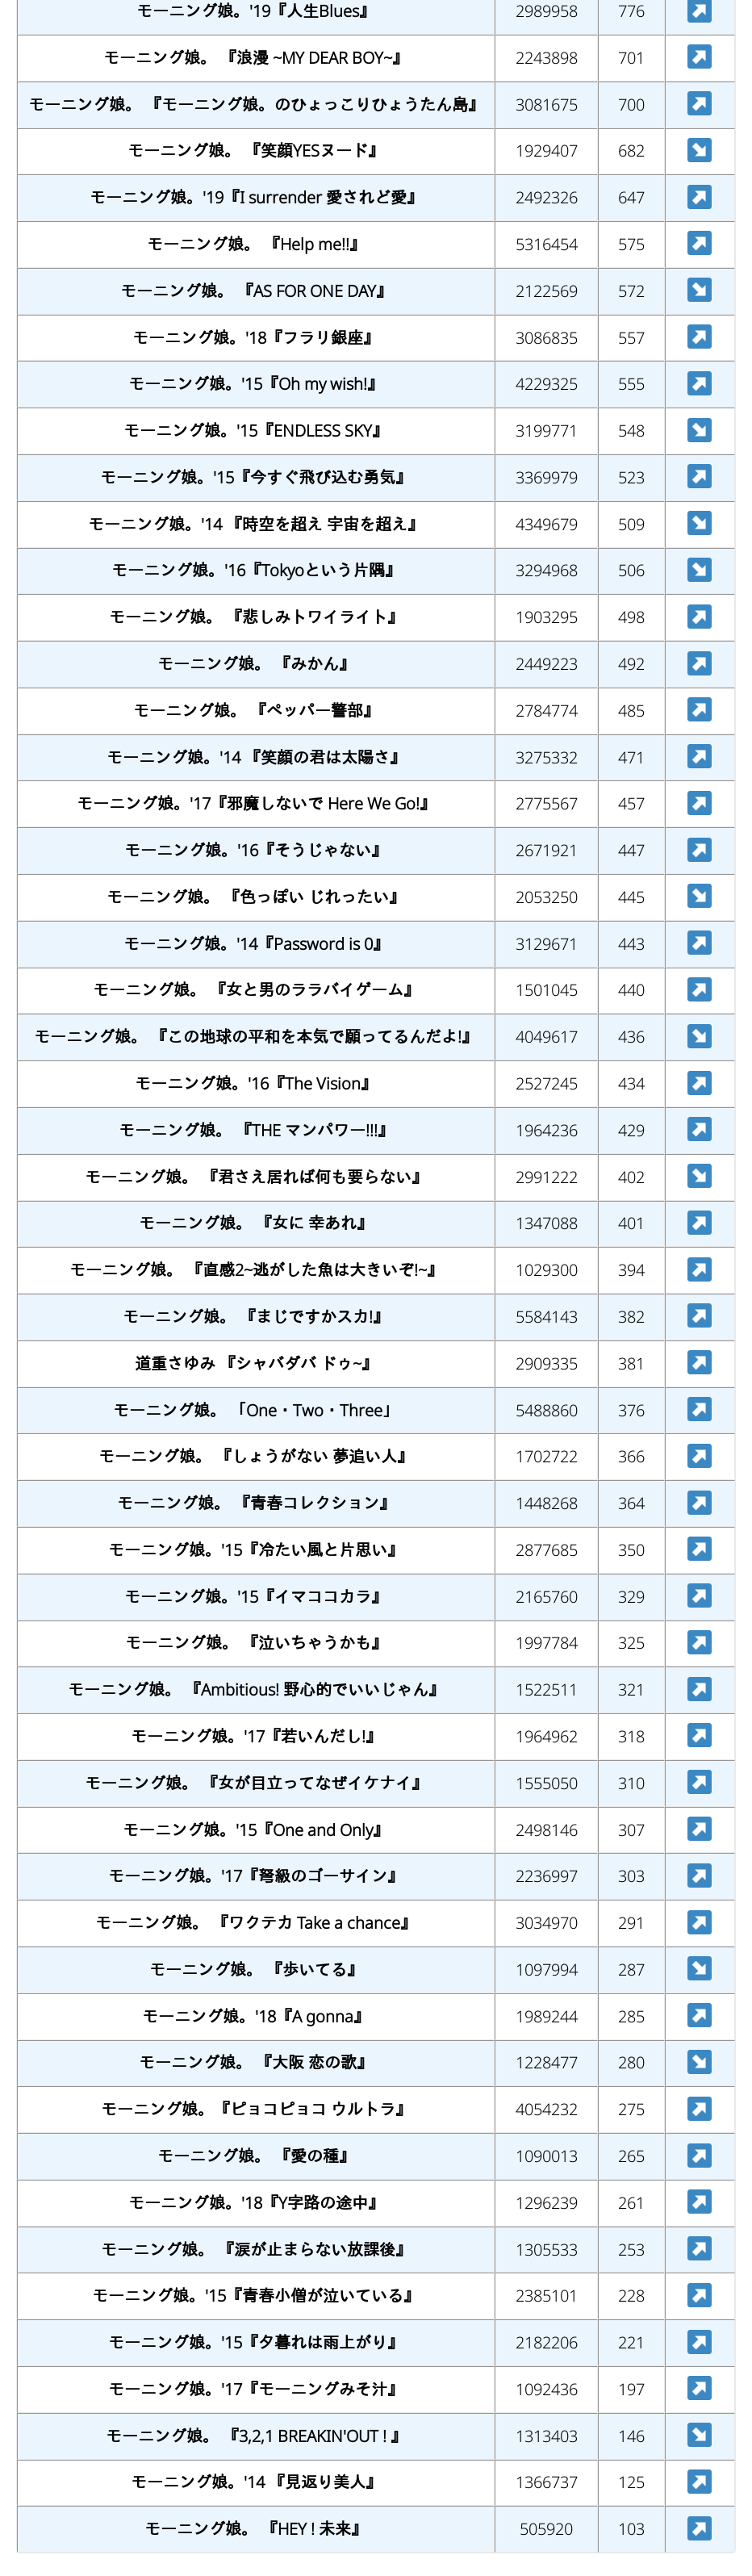 モーニング娘。'19『人生Blues』 2989958 776
モーニング娘。 『浪漫 ~MY DEAR BOY~』 2243898 701
モーニング娘。 『モーニング娘。のひょっこりひょうたん島』 3081675 700
モーニング娘。 『笑顔YESヌード』 1929407 682
モーニング娘。'19『I surrender 愛されど愛』 2492326 647
モーニング娘。 『Help me!!』 5316454 575
モーニング娘。 『AS FOR ONE DAY』 2122569 572
モーニング娘。'18『フラリ銀座』 3086835 557
モーニング娘。'15『Oh my wish!』 4229325 555
モーニング娘。'15『ENDLESS SKY』 3199771 548
モーニング娘。'15『今すぐ飛び込む勇気』 3369979 523
モーニング娘。'14 『時空を超え 宇宙を超え』 4349679 509
モーニング娘。'16『Tokyoという片隅』 3294968 506
モーニング娘。 『悲しみトワイライト』 1903295 498
モーニング娘。 『みかん』 2449223 492
モーニング娘。 『ペッパー警部』 2784774 485
モーニング娘。'14 『笑顔の君は太陽さ』 3275332 471
モーニング娘。'17『邪魔しないで Here We Go!』 2775567 457
モーニング娘。'16『そうじゃない』 2671921 447
モーニング娘。 『色っぽい じれったい』 2053250 445
モーニング娘。'14『Password is 0』 3129671 443
モーニング娘。 『女と男のララバイゲーム』 1501045 440
モーニング娘。 『この地球の平和を本気で願ってるんだよ!』 4049617 436
モーニング娘。'16『The Vision』 2527245 434
モーニング娘。 『THE マンパワー!!!』 1964236 429
モーニング娘。 『君さえ居れば何も要らない』 2991222 402
モーニング娘。 『女に 幸あれ』 1347088 401
モーニング娘。 『直感2~逃がした魚は大きいぞ!~』 1029300 394
モーニング娘。 『まじですかスカ!』 5584143 382
道重さゆみ 『シャバダバ ドゥ~』 2909335 381
モーニング娘。 「One・Two・Three」 5488860 376
モーニング娘。 『しょうがない 夢追い人』 1702722 366
モーニング娘。 『青春コレクション』 1448268 364
モーニング娘。'15『冷たい風と片思い』 2877685 350
モーニング娘。'15『イマココカラ』 2165760 329
モーニング娘。 『泣いちゃうかも』 1997784 325
モーニング娘。 『Ambitious! 野心的でいいじゃん』 1522511 321
モーニング娘。'17『若いんだし!』 1964962 318
モーニング娘。 『女が目立ってなぜイケナイ』 1555050 310
モーニング娘。'15『One and Only』 2498146 307
モーニング娘。'17『弩級のゴーサイン』 2236997 303
モーニング娘。 『ワクテカ Take a chance』 3034970 291
モーニング娘。 『歩いてる』 1097994 287
モーニング娘。'18『A gonna』 1989244 285
モーニング娘。 『大阪 恋の歌』 1228477 280
モーニング娘。『ピョコピョコ ウルトラ』 4054232 275
モーニング娘。 『愛の種』 1090013 265
モーニング娘。'18『Y字路の途中』 1296239 261
モーニング娘。 『涙が止まらない放課後』 1305533 253
モーニング娘。'15『青春小僧が泣いている』 2385101 228
モーニング娘。'15『夕暮れは雨上がり』 2182206 221
モーニング娘。'17『モーニングみそ汁』 1092436 197
モーニング娘。 『3,2,1 BREAKIN'OUT ! 』 1313403 146
モーニング娘。'14 『見返り美人』 1366737 125
モーニング娘。 『HEY ! 未来』 505920 103